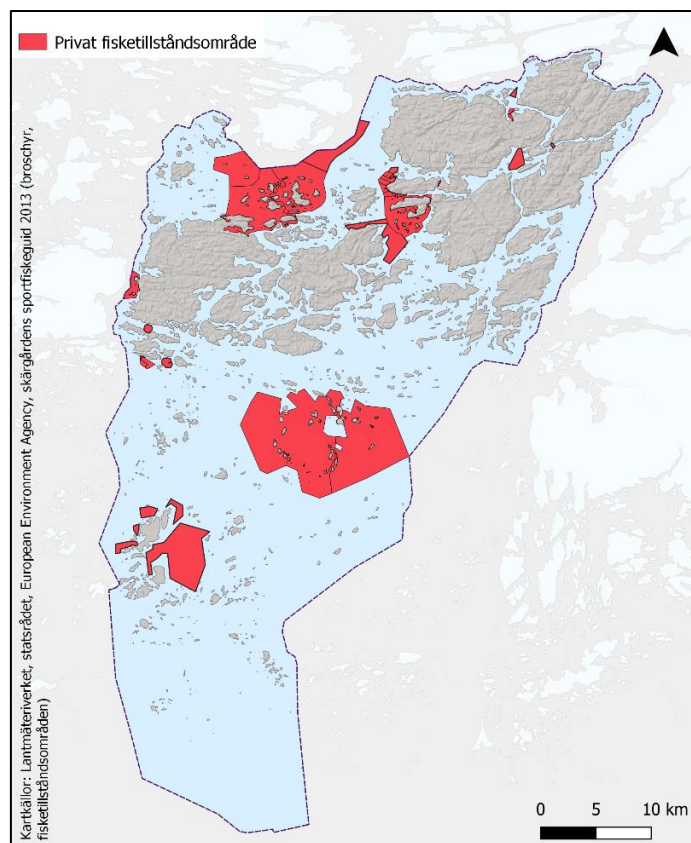 Privat fisketillståndsområde
Kartkällor: Lantmäteriverket, statsrådet, European Environment Agency, skärgårdens sportfiskeguid 2013 (broschyr,
fisketillståndsområden)
0 5 10 km